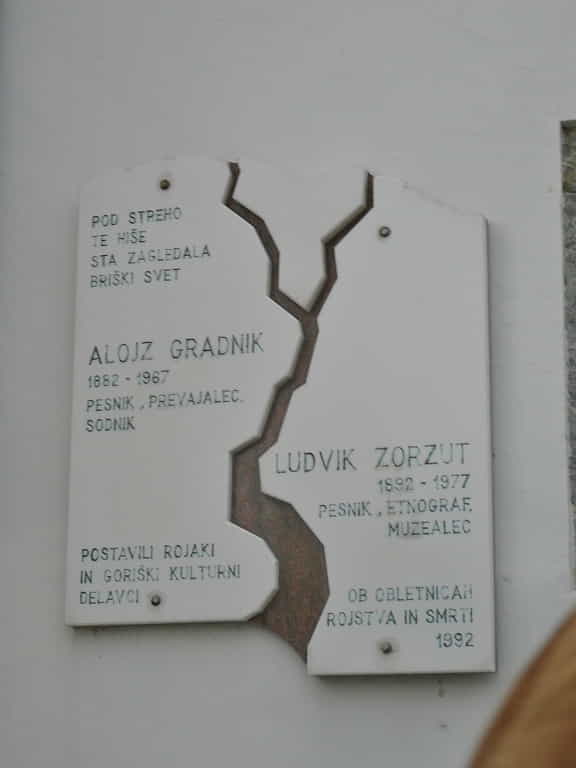 POD STREHO
TE HIŠE
STA ZAGLEDALA
BRIŠKI SVET
ALOJZ GRADNIK
1882 - 1967
PESNIK, PREVAJALEC,
SODNIK
LUDVIK ZORZUT
1892 - 1977
PESNIK, ETNOGRAF,
MUZEALEC
POSTAVILI ROJAKI
IN GORIŠKI KULTURNI
DELAVCI
OB OBLETNICAH
ROJSTVA IN SMRTI
1992